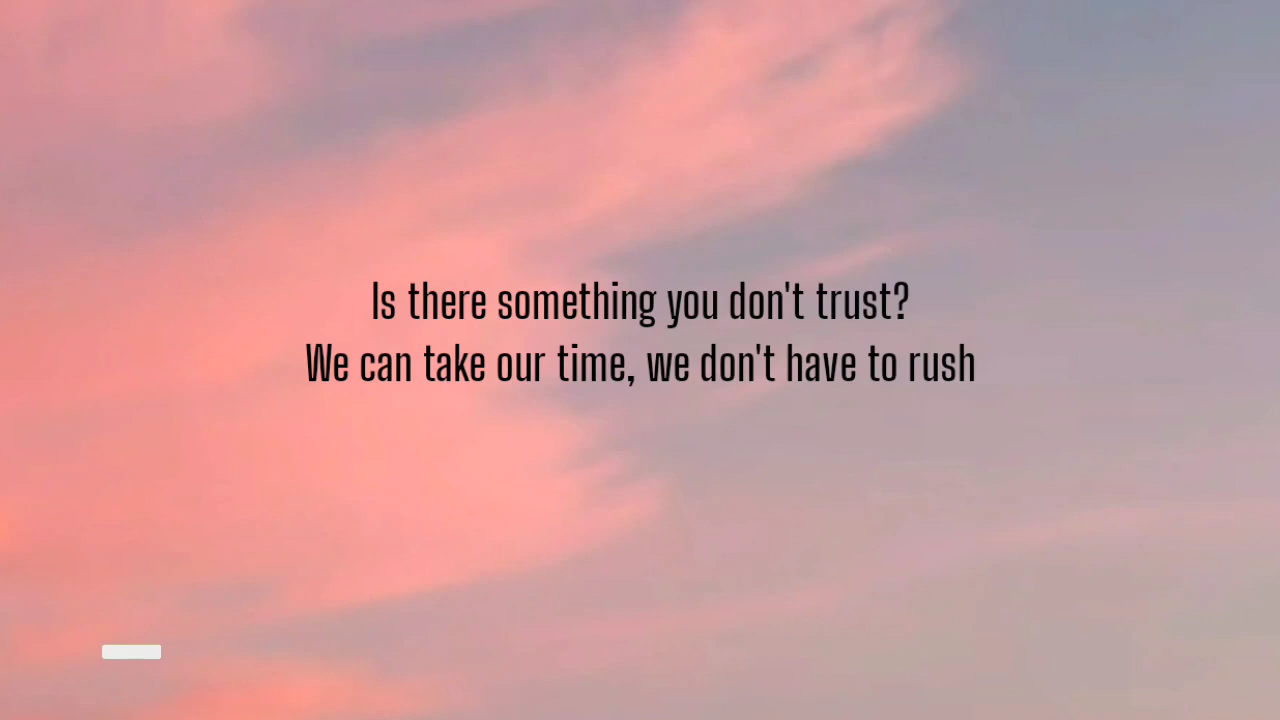 Is there something you don't trust?
We can take our time, we don't have to rush